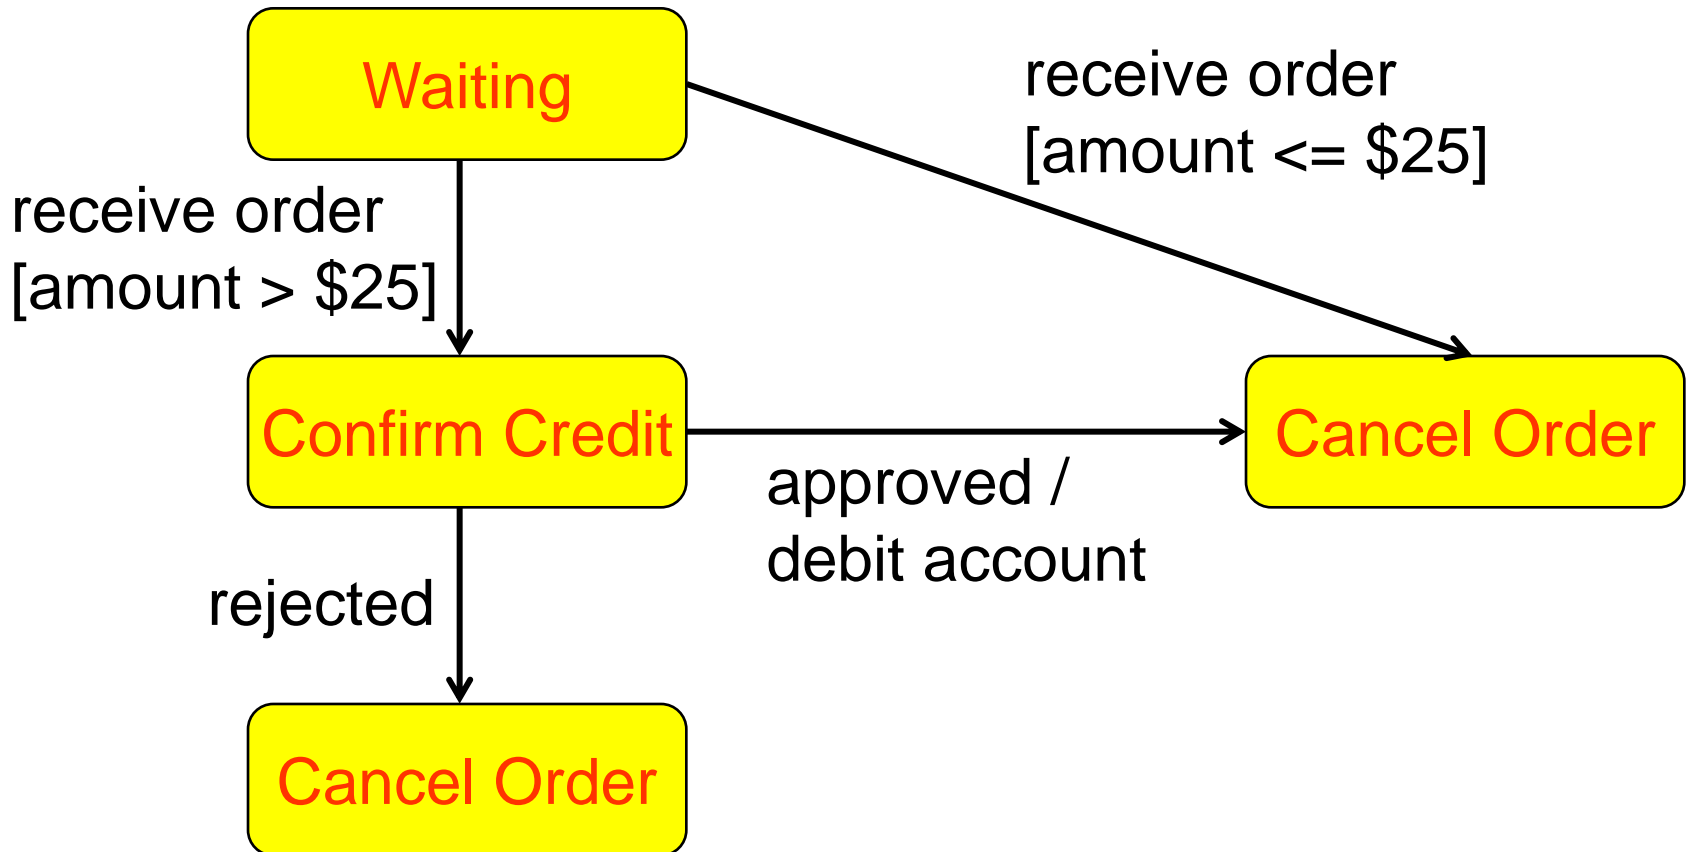 Waiting
receive order
[amount <= $25]
receive order
[amount > $25]
Confirm Credit
Cancel Order
approved /
debit account
rejected
Cancel Order